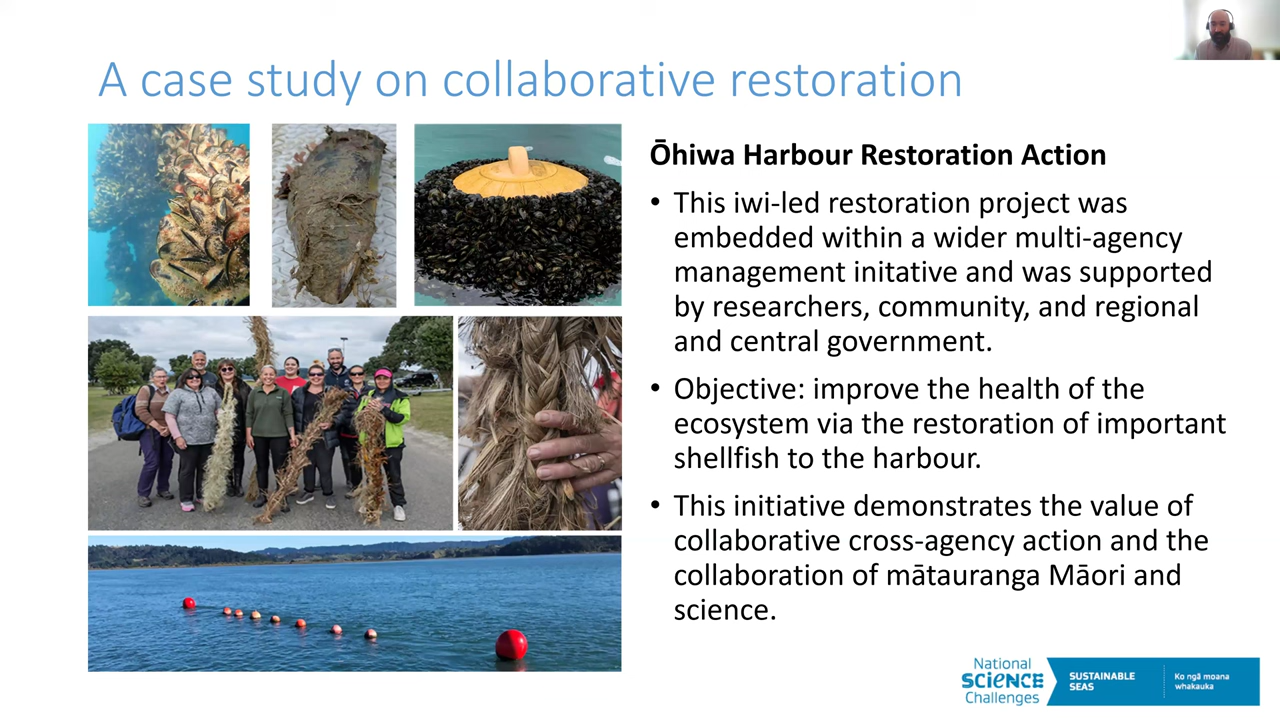 A case study on collaborative restoration
Ōhiwa Harbour Restoration Action
• This iwi-led restoration project was
embedded within a wider multi-agency
management initative and was supported
by researchers, community, and regional
and central government.
• Objective: improve the health of the
ecosystem via the restoration of important
shellfish to the harbour.
• This initiative demonstrates the value of
collaborative cross-agency action and the
collaboration of mātauranga Māori and
science.
National
SCIENCE
Challenges
SUSTAINABLE
SEAS
Ko ngā moana
whakauka